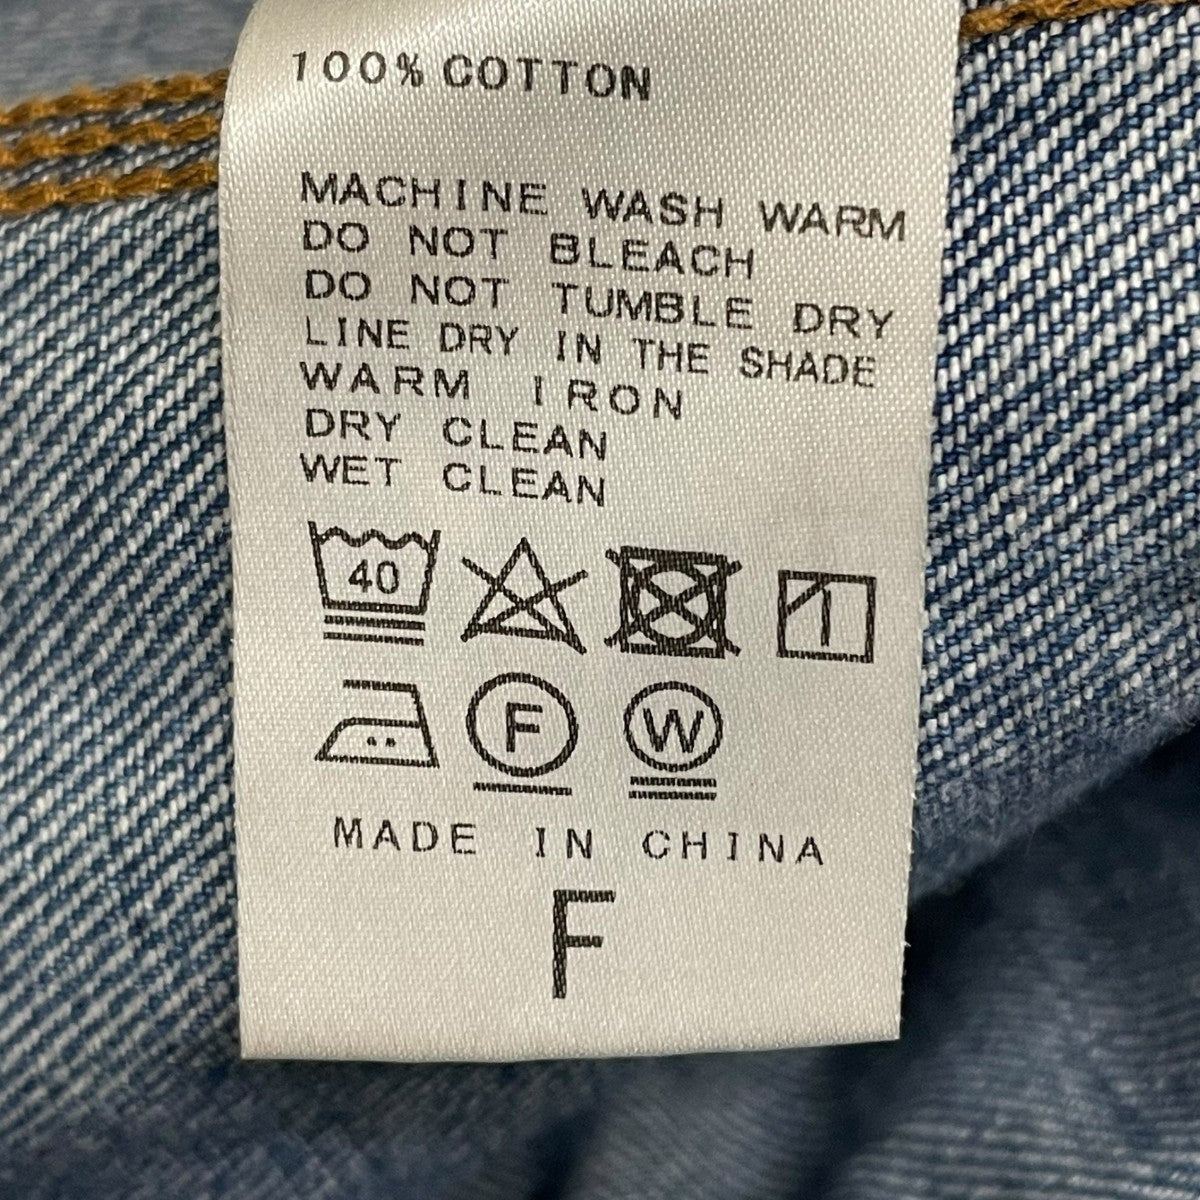 100% COTTON
MACHINE WASH WARM
DO NOT BLEACH
DO NOT TUMBLE DRY
LINE DRY IN THE SHADE
WARM IRON
DRY CLEAN
WET CLEAN
40
F W
MADE IN CHINA
F